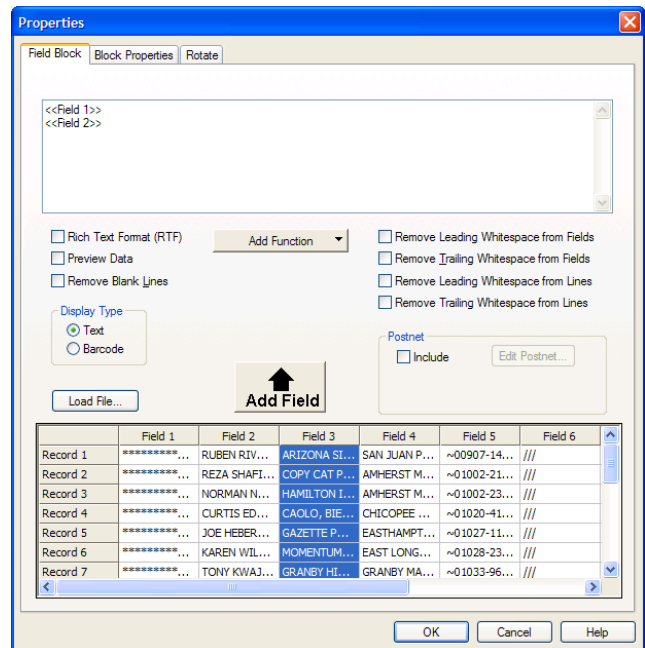 Properties
Field Block Block Properties Rotate
<<Field 1>>
<<Field 2>>
Rich Text Format (RTF)
Preview Data
Remove Blank Lines
Add Function
Remove Leading Whitespace from Fields
Remove Trailing Whitespace from Fields
Remove Leading Whitespace from Lines
Remove Trailing Whitespace from Lines
Display Type
Text
Barcode
Postnet
Include
Edit Postnet...
Load File...
Add Field
Field 1 Field 2 Field 3 Field 4 Field 5 Field 6
Record 1 *********... RUBEN RIV... ARIZONA SI... SAN JUAN P... ~00907-14... ///
Record 2 *********... REZA SHAFI... COPY CAT P... AMHERST M... ~01002-21... ///
Record 3 *********... NORMAN N... HAMILTON I... AMHERST M... ~01002-23... ///
Record 4 *********... CURTIS ED... CAOLO, BIE... CHICOPEE ... ~01020-41... ///
Record 5 *********... JOE HEBER... GAZETTE P... EASTHAMPT... ~01027-11... ///
Record 6 *********... KAREN WIL... MOMENTUM... EAST LONG... ~01028-23... ///
Record 7 *********... TONY KWAJ... GRANBY HI... GRANBY MA... ~01033-96... ///
OK Cancel Help